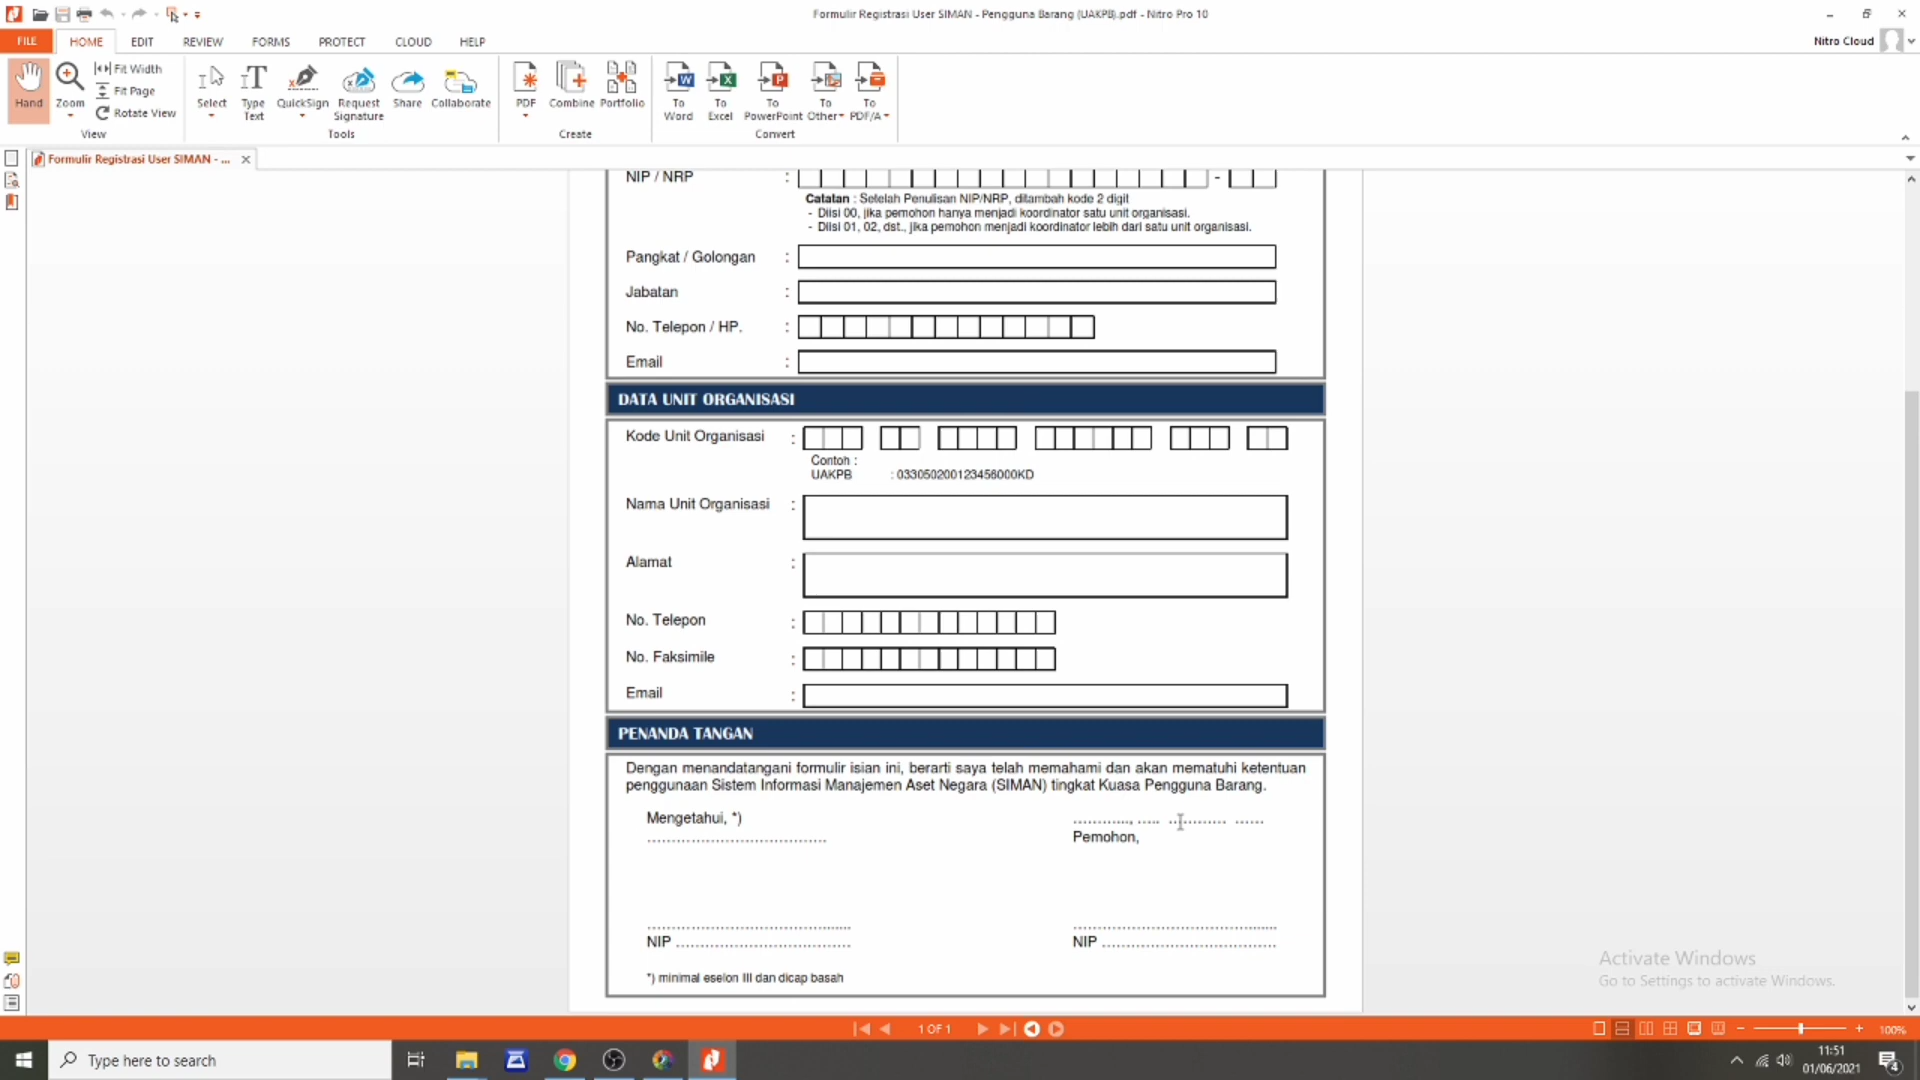 Formulir Registrasi User SIMAN - Pengguna Barang (UAKPB).pdf - Nitro Pro 10
FILE HOME EDIT REVIEW FORMS PROTECT CLOUD HELP
Nitro Cloud
Hand
Zoom
Fit Width
Fit Page
Rotate View
View
Select
Type Text
QuickSign
Request Signature
Share
Collaborate
Tools
PDF
Combine
Portfolio
Create
To Word
To Excel
To PowerPoint
To Other
To PDF/A
Convert
Formulir Registrasi User SIMAN - ...
NIP / NRP : -
Catatan : Setelah Penulisan NIP/NRP, ditambah kode 2 digit
- Diisi 00, jika pemohon hanya menjadi koordinator satu unit organisasi.
- Diisi 01, 02, dst., jika pemohon menjadi koordinator lebih dari satu unit organisasi.
Pangkat / Golongan :
Jabatan :
No. Telepon / HP. :
Email :
DATA UNIT ORGANISASI
Kode Unit Organisasi :
Contoh :
UAKPB : 033050200123456000KD
Nama Unit Organisasi :
Alamat :
No. Telepon :
No. Faksimile :
Email :
PENANDA TANGAN
Dengan menandatangani formulir isian ini, berarti saya telah memahami dan akan mematuhi ketentuan
penggunaan Sistem Informasi Manajemen Aset Negara (SIMAN) tingkat Kuasa Pengguna Barang.
Mengetahui, *)
............, ..... ............ ......
Pemohon,
NIP ....................................
NIP ....................................
*) minimal eselon III dan dicap basah
Activate Windows
Go to Settings to activate Windows.
1 OF 1
100%
Type here to search
11:51
01/06/2021
4